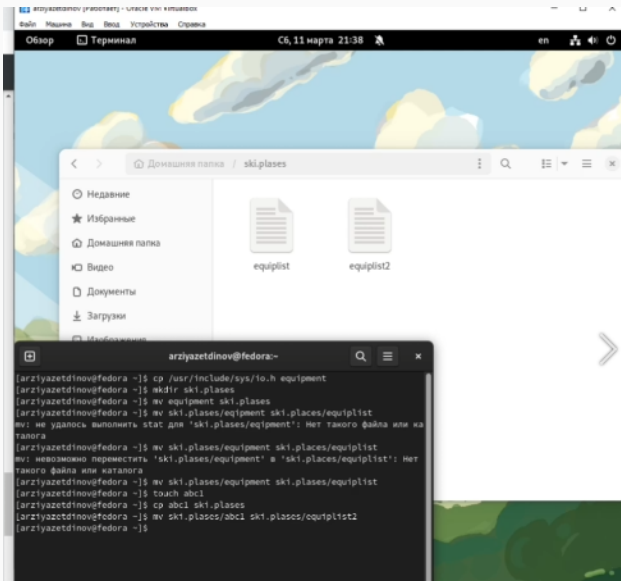 arziyazetdinov [Работает] - Oracle VM VirtualBox
Файл Машина Вид Ввод Устройства Справка
Обзор Терминал Сб, 11 марта 21:38 en
Домашняя папка / ski.plases
Недавние
Избранные
Домашняя папка
Видео
Документы
Загрузки
Изображения
equiplist equiplist2
arziyazetdinov@fedora:~
[arziyazetdinov@fedora ~]$ cp /usr/include/sys/io.h equipment
[arziyazetdinov@fedora ~]$ mkdir ski.plases
[arziyazetdinov@fedora ~]$ mv equipment ski.plases
[arziyazetdinov@fedora ~]$ mv ski.plases/eqipment ski.places/equiplist
mv: не удалось выполнить stat для 'ski.plases/eqipment': Нет такого файла или ка
талога
[arziyazetdinov@fedora ~]$ mv ski.plases/equipment ski.places/equiplist
mv: невозможно переместить 'ski.plases/equipment' в 'ski.places/equiplist': Нет
такого файла или каталога
[arziyazetdinov@fedora ~]$ mv ski.plases/equipment ski.plases/equiplist
[arziyazetdinov@fedora ~]$ touch abc1
[arziyazetdinov@fedora ~]$ cp abc1 ski.plases
[arziyazetdinov@fedora ~]$ mv ski.plases/abc1 ski.plases/equiplist2
[arziyazetdinov@fedora ~]$